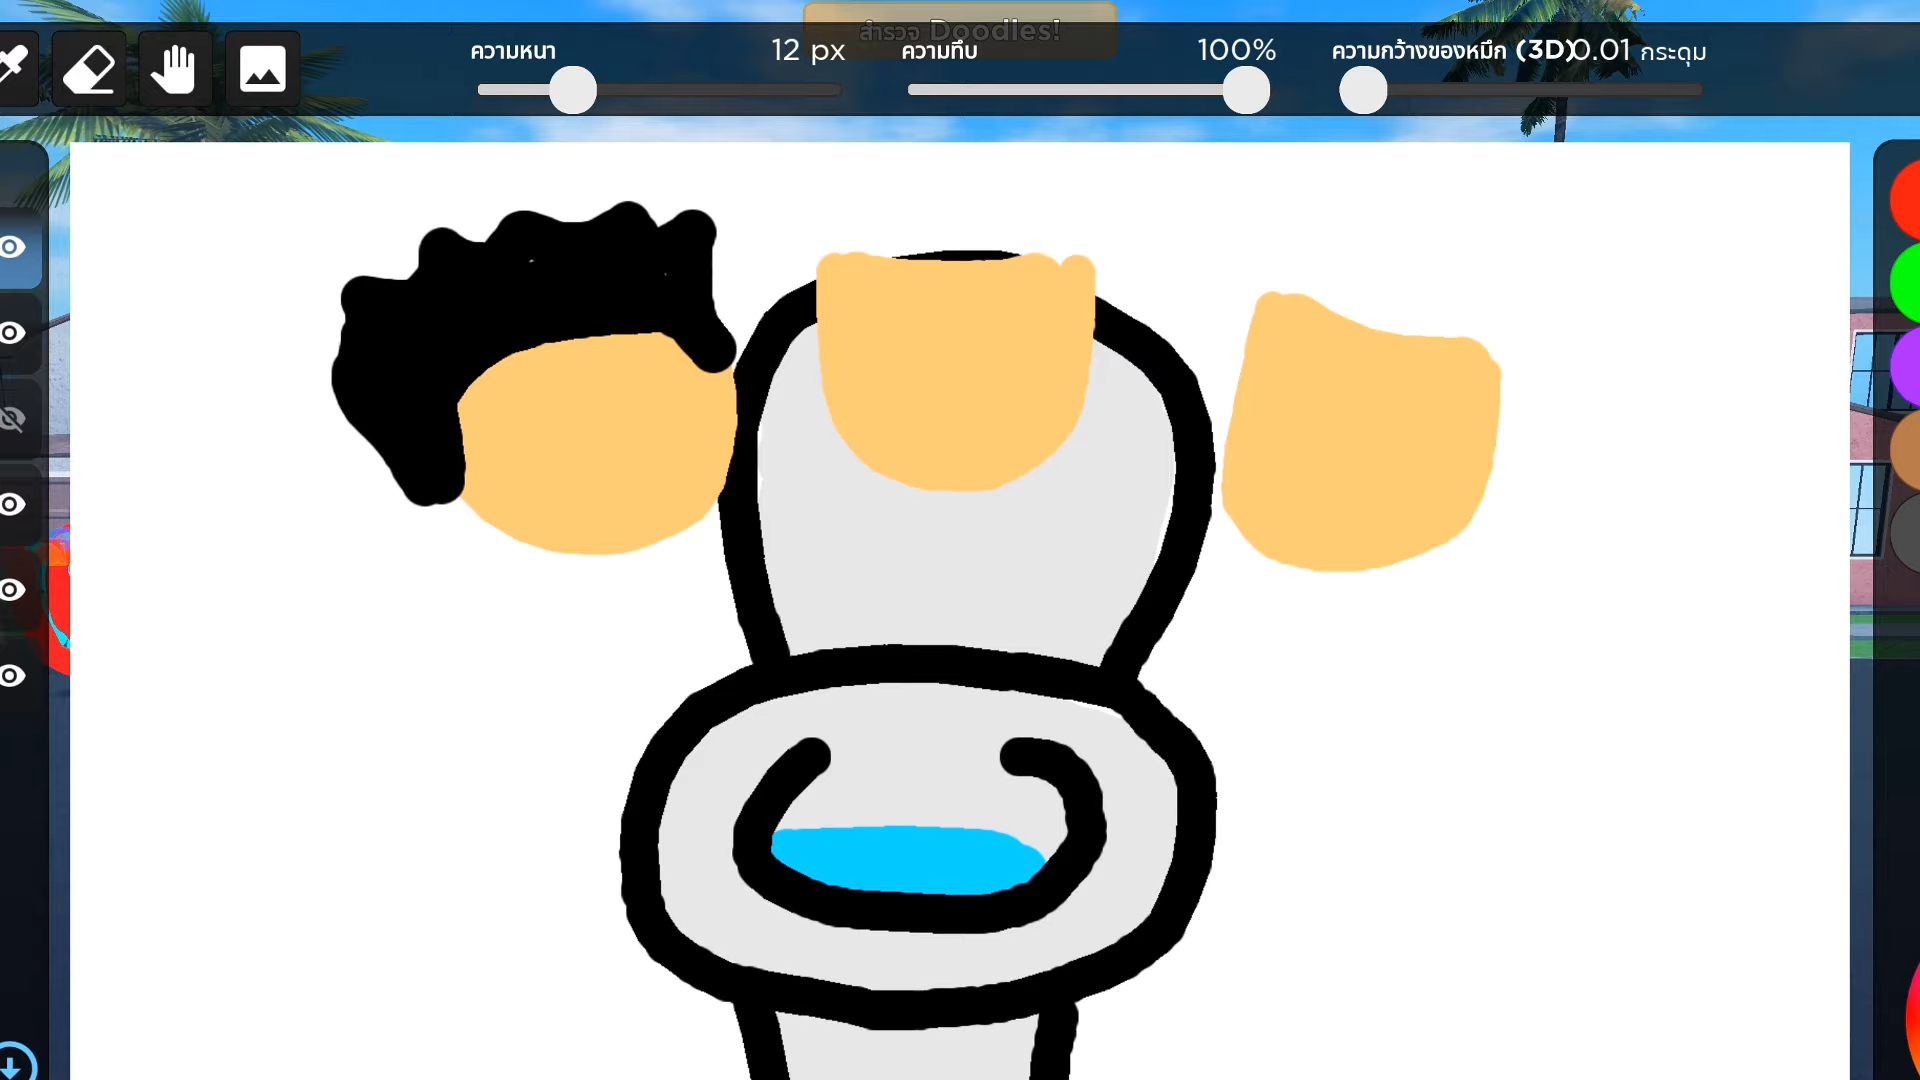 สำรวจ Doodles!
ความหนา 12 px ความทึบ 100% ความกว้างของหมึก (3D) 0.01 กระดุม